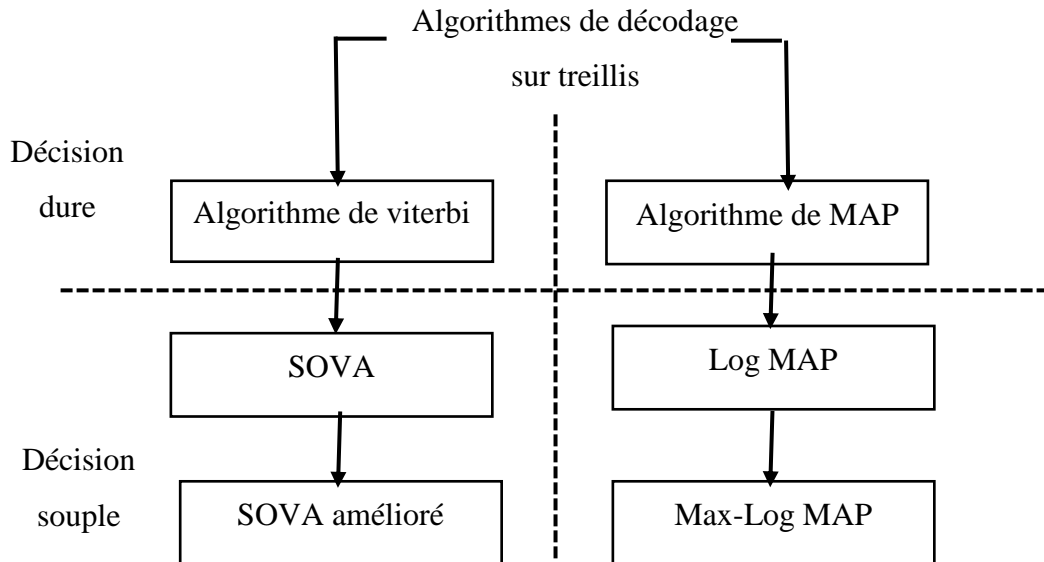 Algorithmes de décodage
sur treillis
Décision
dure
Algorithme de viterbi
Algorithme de MAP
SOVA
Log MAP
Décision
souple
SOVA amélioré
Max-Log MAP